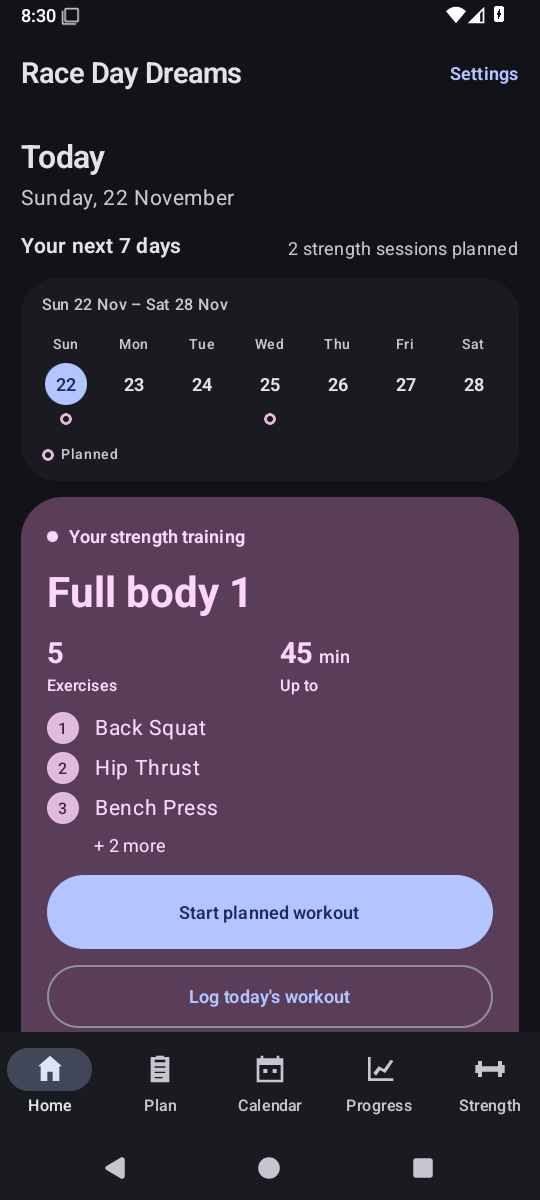 8:30
Race Day Dreams
Settings
Today
Sunday, 22 November
Your next 7 days
2 strength sessions planned
Sun 22 Nov – Sat 28 Nov
Sun Mon Tue Wed Thu Fri Sat
22 23 24 25 26 27 28
Planned
Your strength training
Full body 1
5
Exercises
45 min
Up to
1 Back Squat
2 Hip Thrust
3 Bench Press
+ 2 more
Start planned workout
Log today's workout
Home Plan Calendar Progress Strength